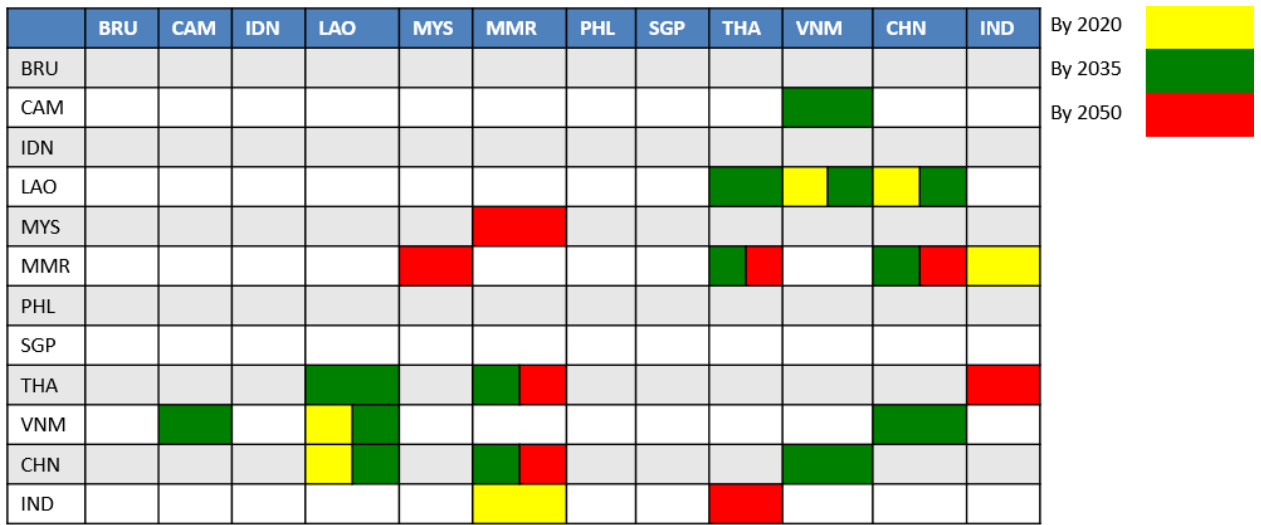 BRU CAM IDN LAO MYS MMR PHL SGP THA VNM CHN IND
BRU
CAM
IDN
LAO
MYS
MMR
PHL
SGP
THA
VNM
CHN
IND
By 2020
By 2035
By 2050